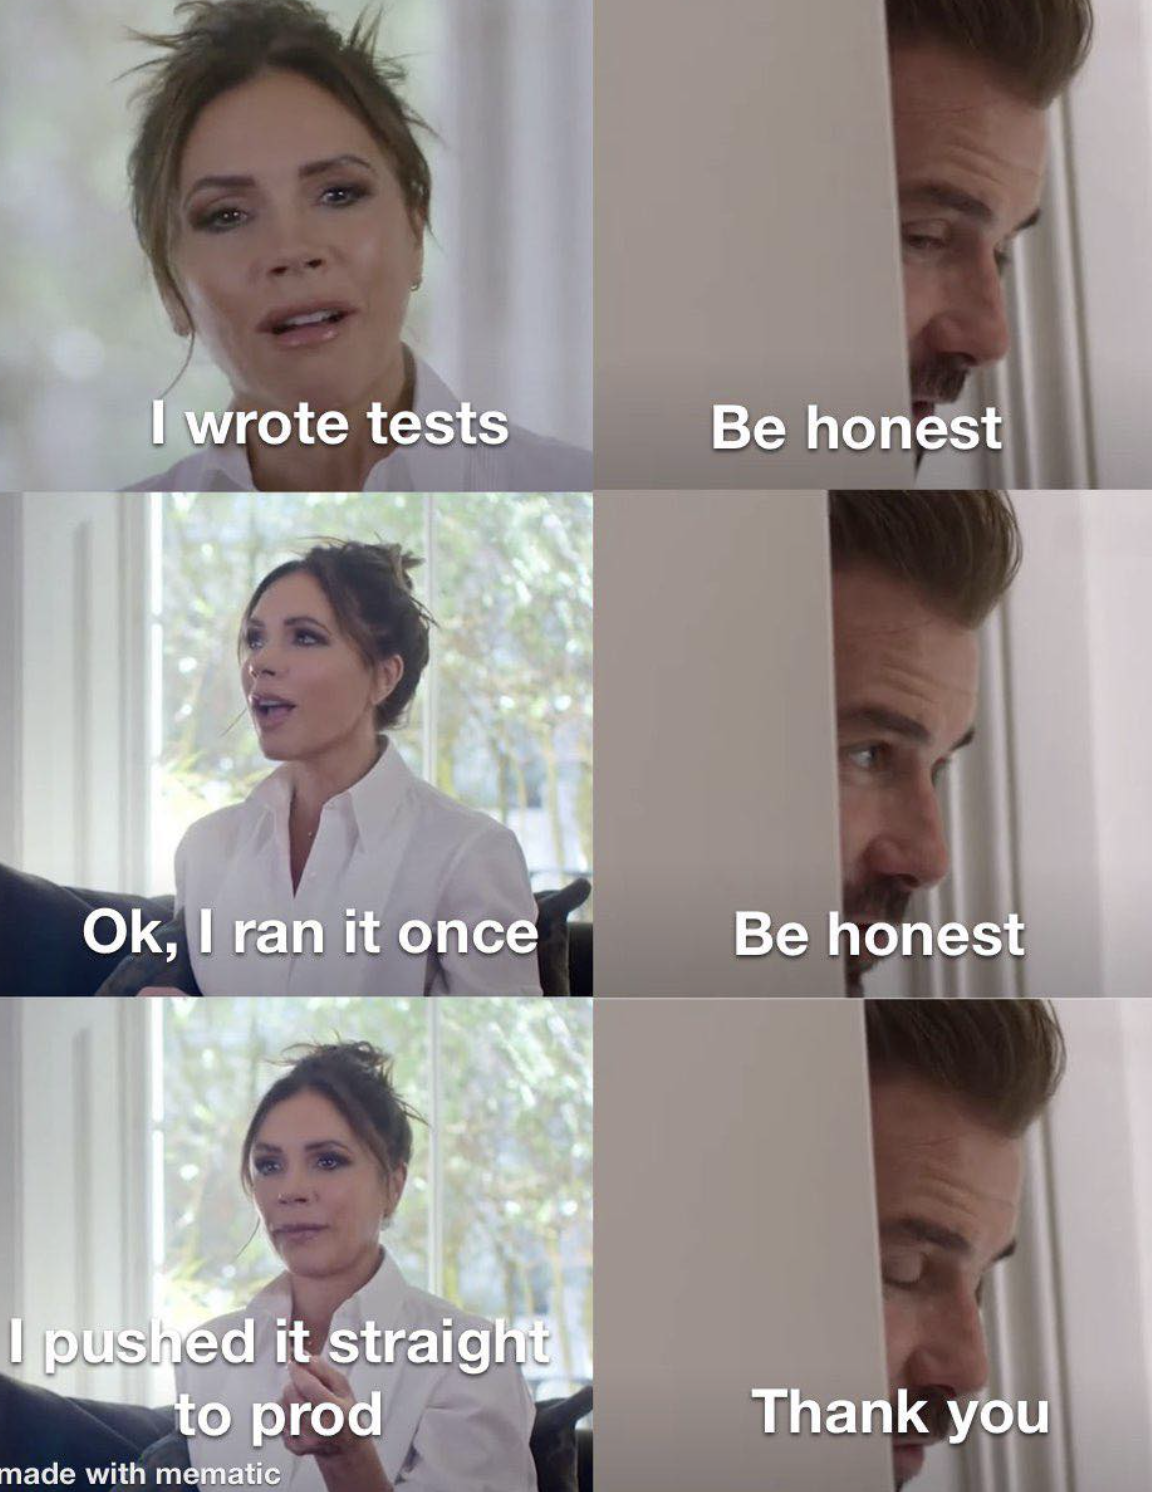 I wrote tests
Be honest
Ok, I ran it once
Be honest
I pushed it straight
to prod
Thank you
made with mematic